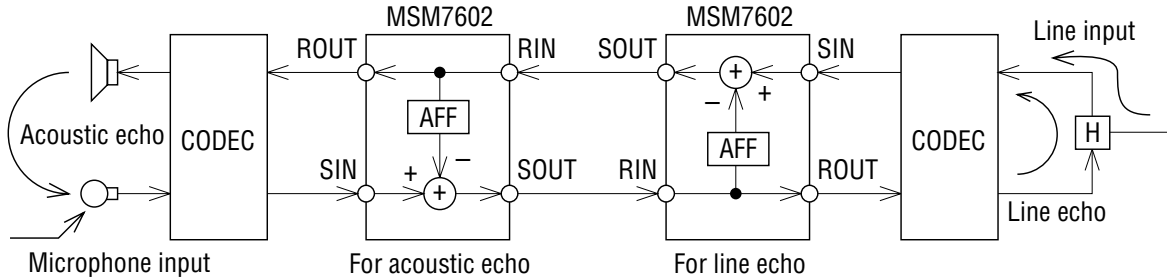 MSM7602
MSM7602
ROUT
RIN
SOUT
SIN
Line input
+
–
+
AFF
Acoustic echo
CODEC
AFF
CODEC
H
–
SIN
+
+
SOUT
RIN
ROUT
Line echo
Microphone input
For acoustic echo
For line echo